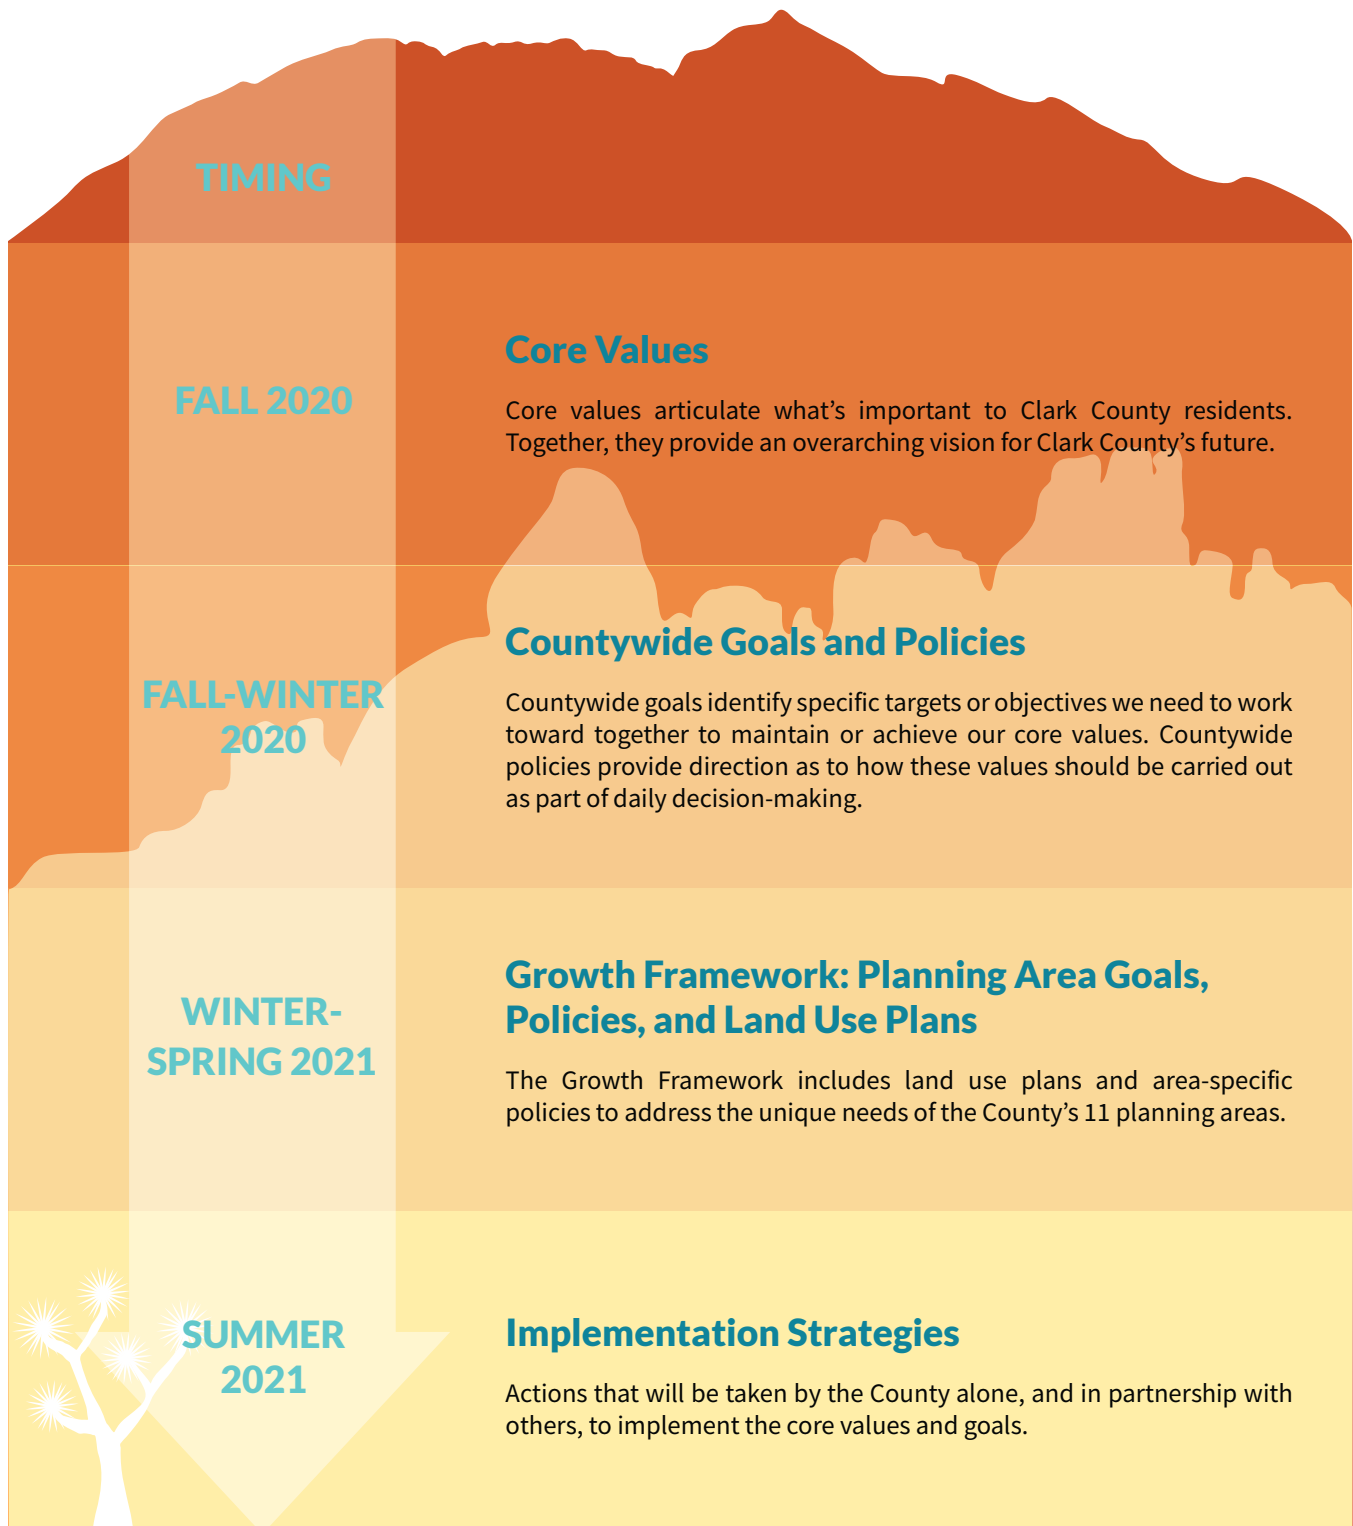 TIMING
FALL 2020
Core Values
Core values articulate what’s important to Clark County residents.
Together, they provide an overarching vision for Clark County’s future.
FALL-WINTER
2020
Countywide Goals and Policies
Countywide goals identify specific targets or objectives we need to work
toward together to maintain or achieve our core values. Countywide
policies provide direction as to how these values should be carried out
as part of daily decision-making.
WINTER-
SPRING 2021
Growth Framework: Planning Area Goals,
Policies, and Land Use Plans
The Growth Framework includes land use plans and area-specific
policies to address the unique needs of the County’s 11 planning areas.
SUMMER
2021
Implementation Strategies
Actions that will be taken by the County alone, and in partnership with
others, to implement the core values and goals.